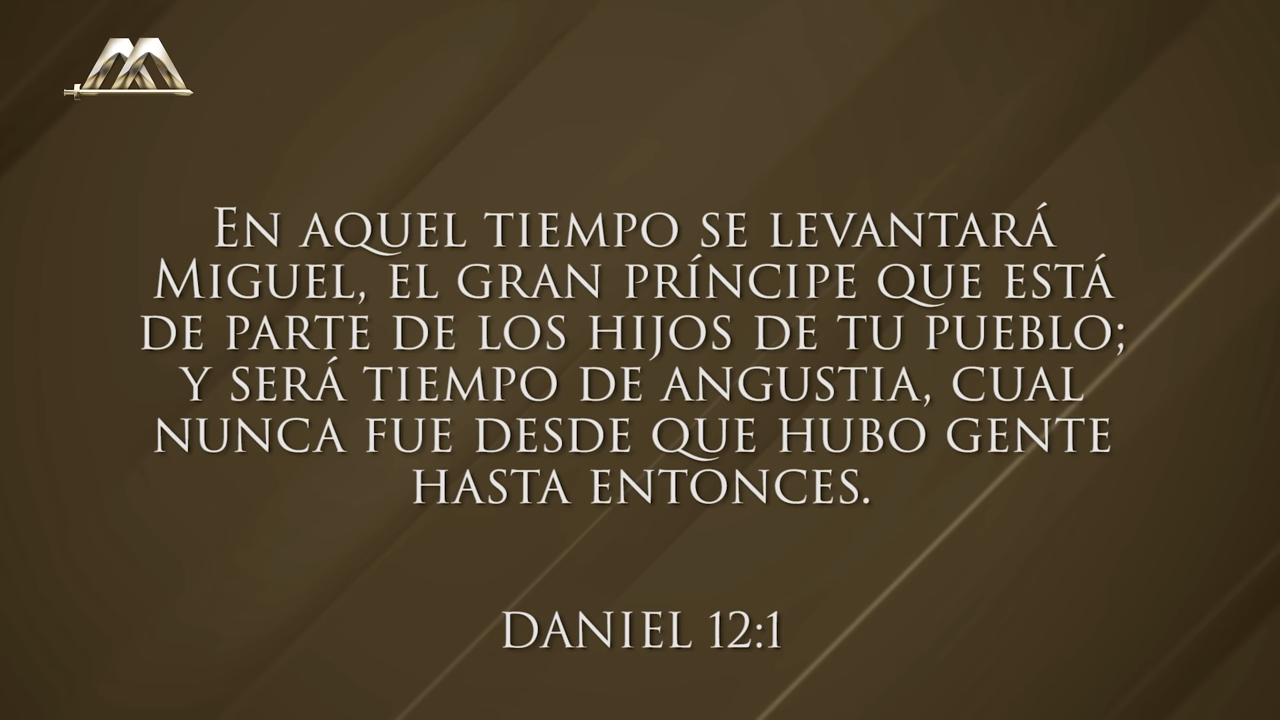 En aquel tiempo se levantará
Miguel, el gran príncipe que está
de parte de los hijos de tu pueblo;
y será tiempo de angustia, cual
nunca fue desde que hubo gente
hasta entonces.
DANIEL 12:1